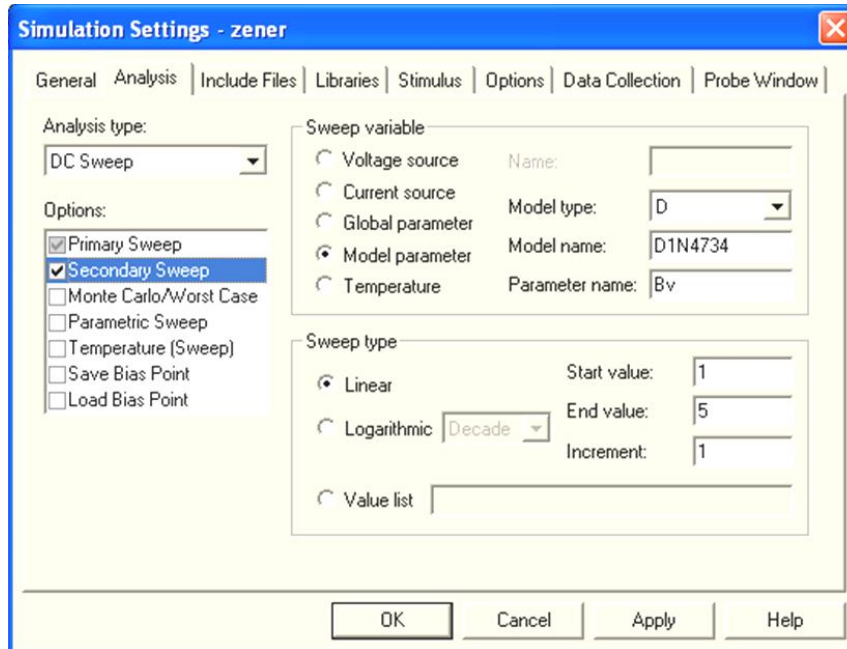 Simulation Settings - zener
General Analysis Include Files Libraries Stimulus Options Data Collection Probe Window
Analysis type:
DC Sweep
Options:
Primary Sweep
Secondary Sweep
Monte Carlo/Worst Case
Parametric Sweep
Temperature (Sweep)
Save Bias Point
Load Bias Point
Sweep variable
Voltage source
Current source
Global parameter
Model parameter
Temperature
Name:
Model type: D
Model name: D1N4734
Parameter name: Bv
Sweep type
Linear
Logarithmic Decade
Value list
Start value: 1
End value: 5
Increment: 1
OK Cancel Apply Help